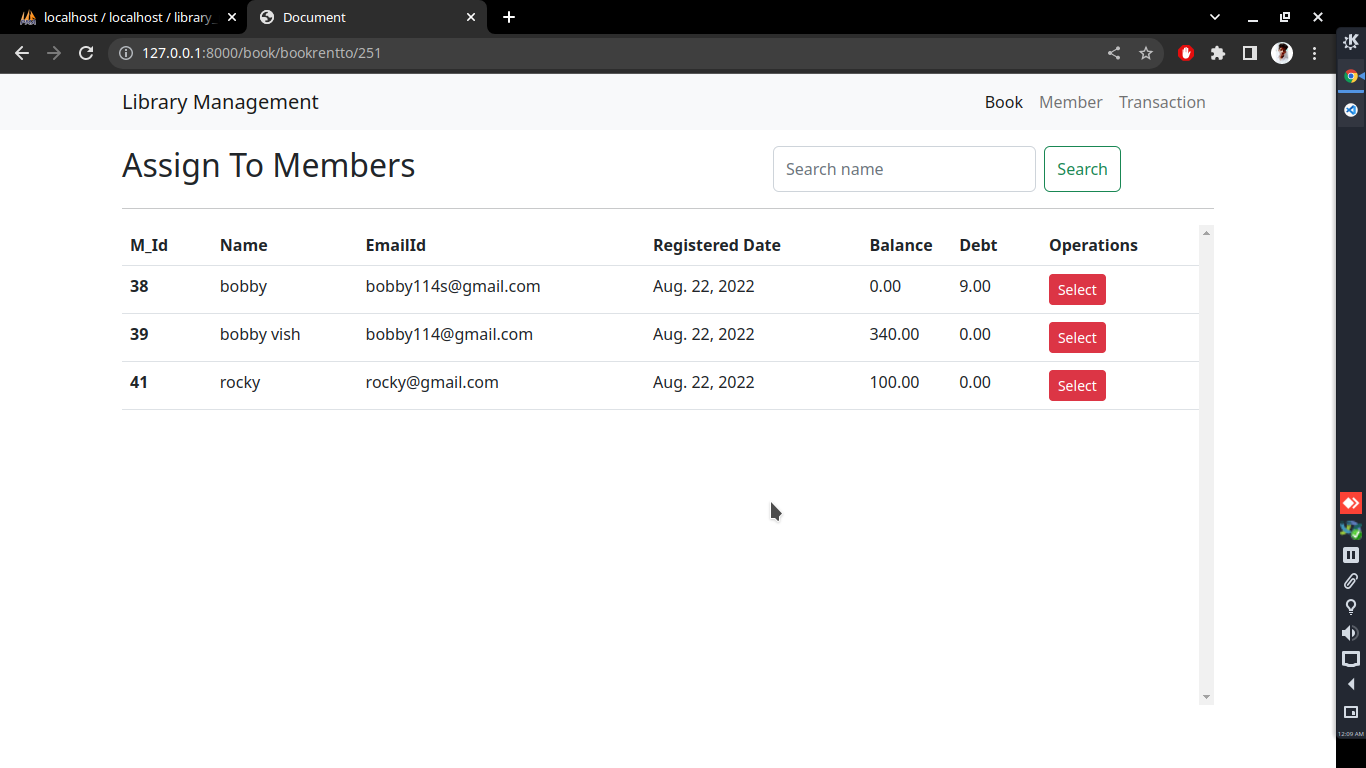 localhost / localhost / library_
Document
127.0.0.1:8000/book/bookrentto/251
Library Management
Book Member Transaction
Assign To Members
Search name
Search
M_Id Name EmailId Registered Date Balance Debt Operations
38 bobby bobby114s@gmail.com Aug. 22, 2022 0.00 9.00 Select
39 bobby vish bobby114@gmail.com Aug. 22, 2022 340.00 0.00 Select
41 rocky rocky@gmail.com Aug. 22, 2022 100.00 0.00 Select
12:09 AM